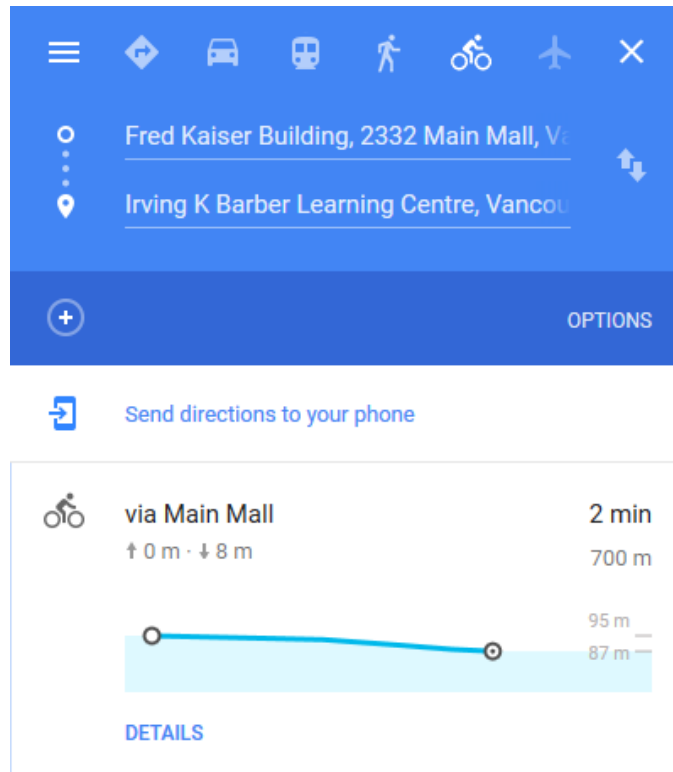 Fred Kaiser Building, 2332 Main Mall, Va
Irving K Barber Learning Centre, Vancou
OPTIONS
Send directions to your phone
via Main Mall 2 min
↑ 0 m · ↓ 8 m 700 m
95 m
87 m
DETAILS